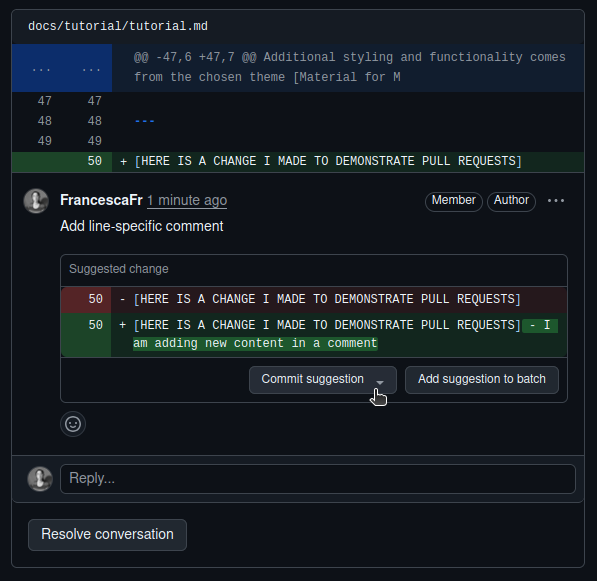 docs/tutorial/tutorial.md
... ... @@ -47,6 +47,7 @@ Additional styling and functionality comes
from the chosen theme [Material for M
47 47
48 48 ---
49 49
50 + [HERE IS A CHANGE I MADE TO DEMONSTRATE PULL REQUESTS]
FrancescaFr 1 minute ago Member Author ...
Add line-specific comment
Suggested change
50 - [HERE IS A CHANGE I MADE TO DEMONSTRATE PULL REQUESTS]
50 + [HERE IS A CHANGE I MADE TO DEMONSTRATE PULL REQUESTS] - I
am adding new content in a comment
Commit suggestion Add suggestion to batch
Reply...
Resolve conversation